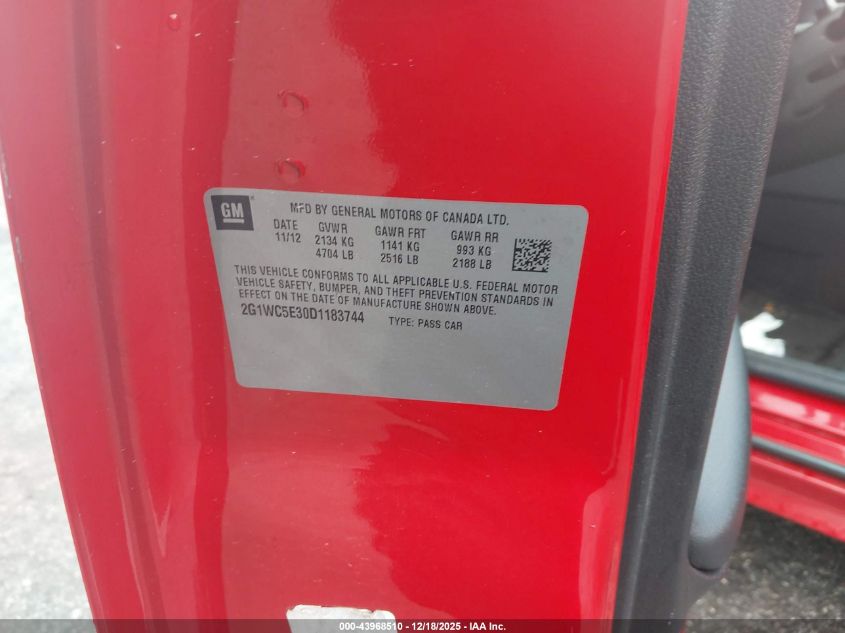 GM
MFD BY GENERAL MOTORS OF CANADA LTD.
DATE GVWR GAWR FRT GAWR RR
11/12 2134 KG 1141 KG 993 KG
4704 LB 2516 LB 2188 LB
THIS VEHICLE CONFORMS TO ALL APPLICABLE U.S. FEDERAL MOTOR
VEHICLE SAFETY, BUMPER, AND THEFT PREVENTION STANDARDS IN
EFFECT ON THE DATE OF MANUFACTURE SHOWN ABOVE.
2G1WC5E30D1183744 TYPE: PASS CAR
000-43968510 - 12/18/2025 - IAA Inc.